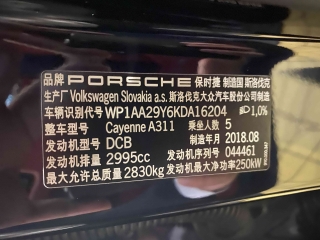 品牌 PORSCHE 保时捷 制造国 斯洛伐克
生产厂 Volkswagen Slovakia a.s. 斯洛伐克大众汽车股份公司制造
车辆识别代号 WP1AA29Y6KDA16204 1,0%
整车型号 Cayenne A311 乘坐人数 5
发动机型号 DCB 制造年月 2018.08
发动机排量 2995cc 发动机序号 044461
最大允许总质量 2830kg 发动机最大净功率 250kW